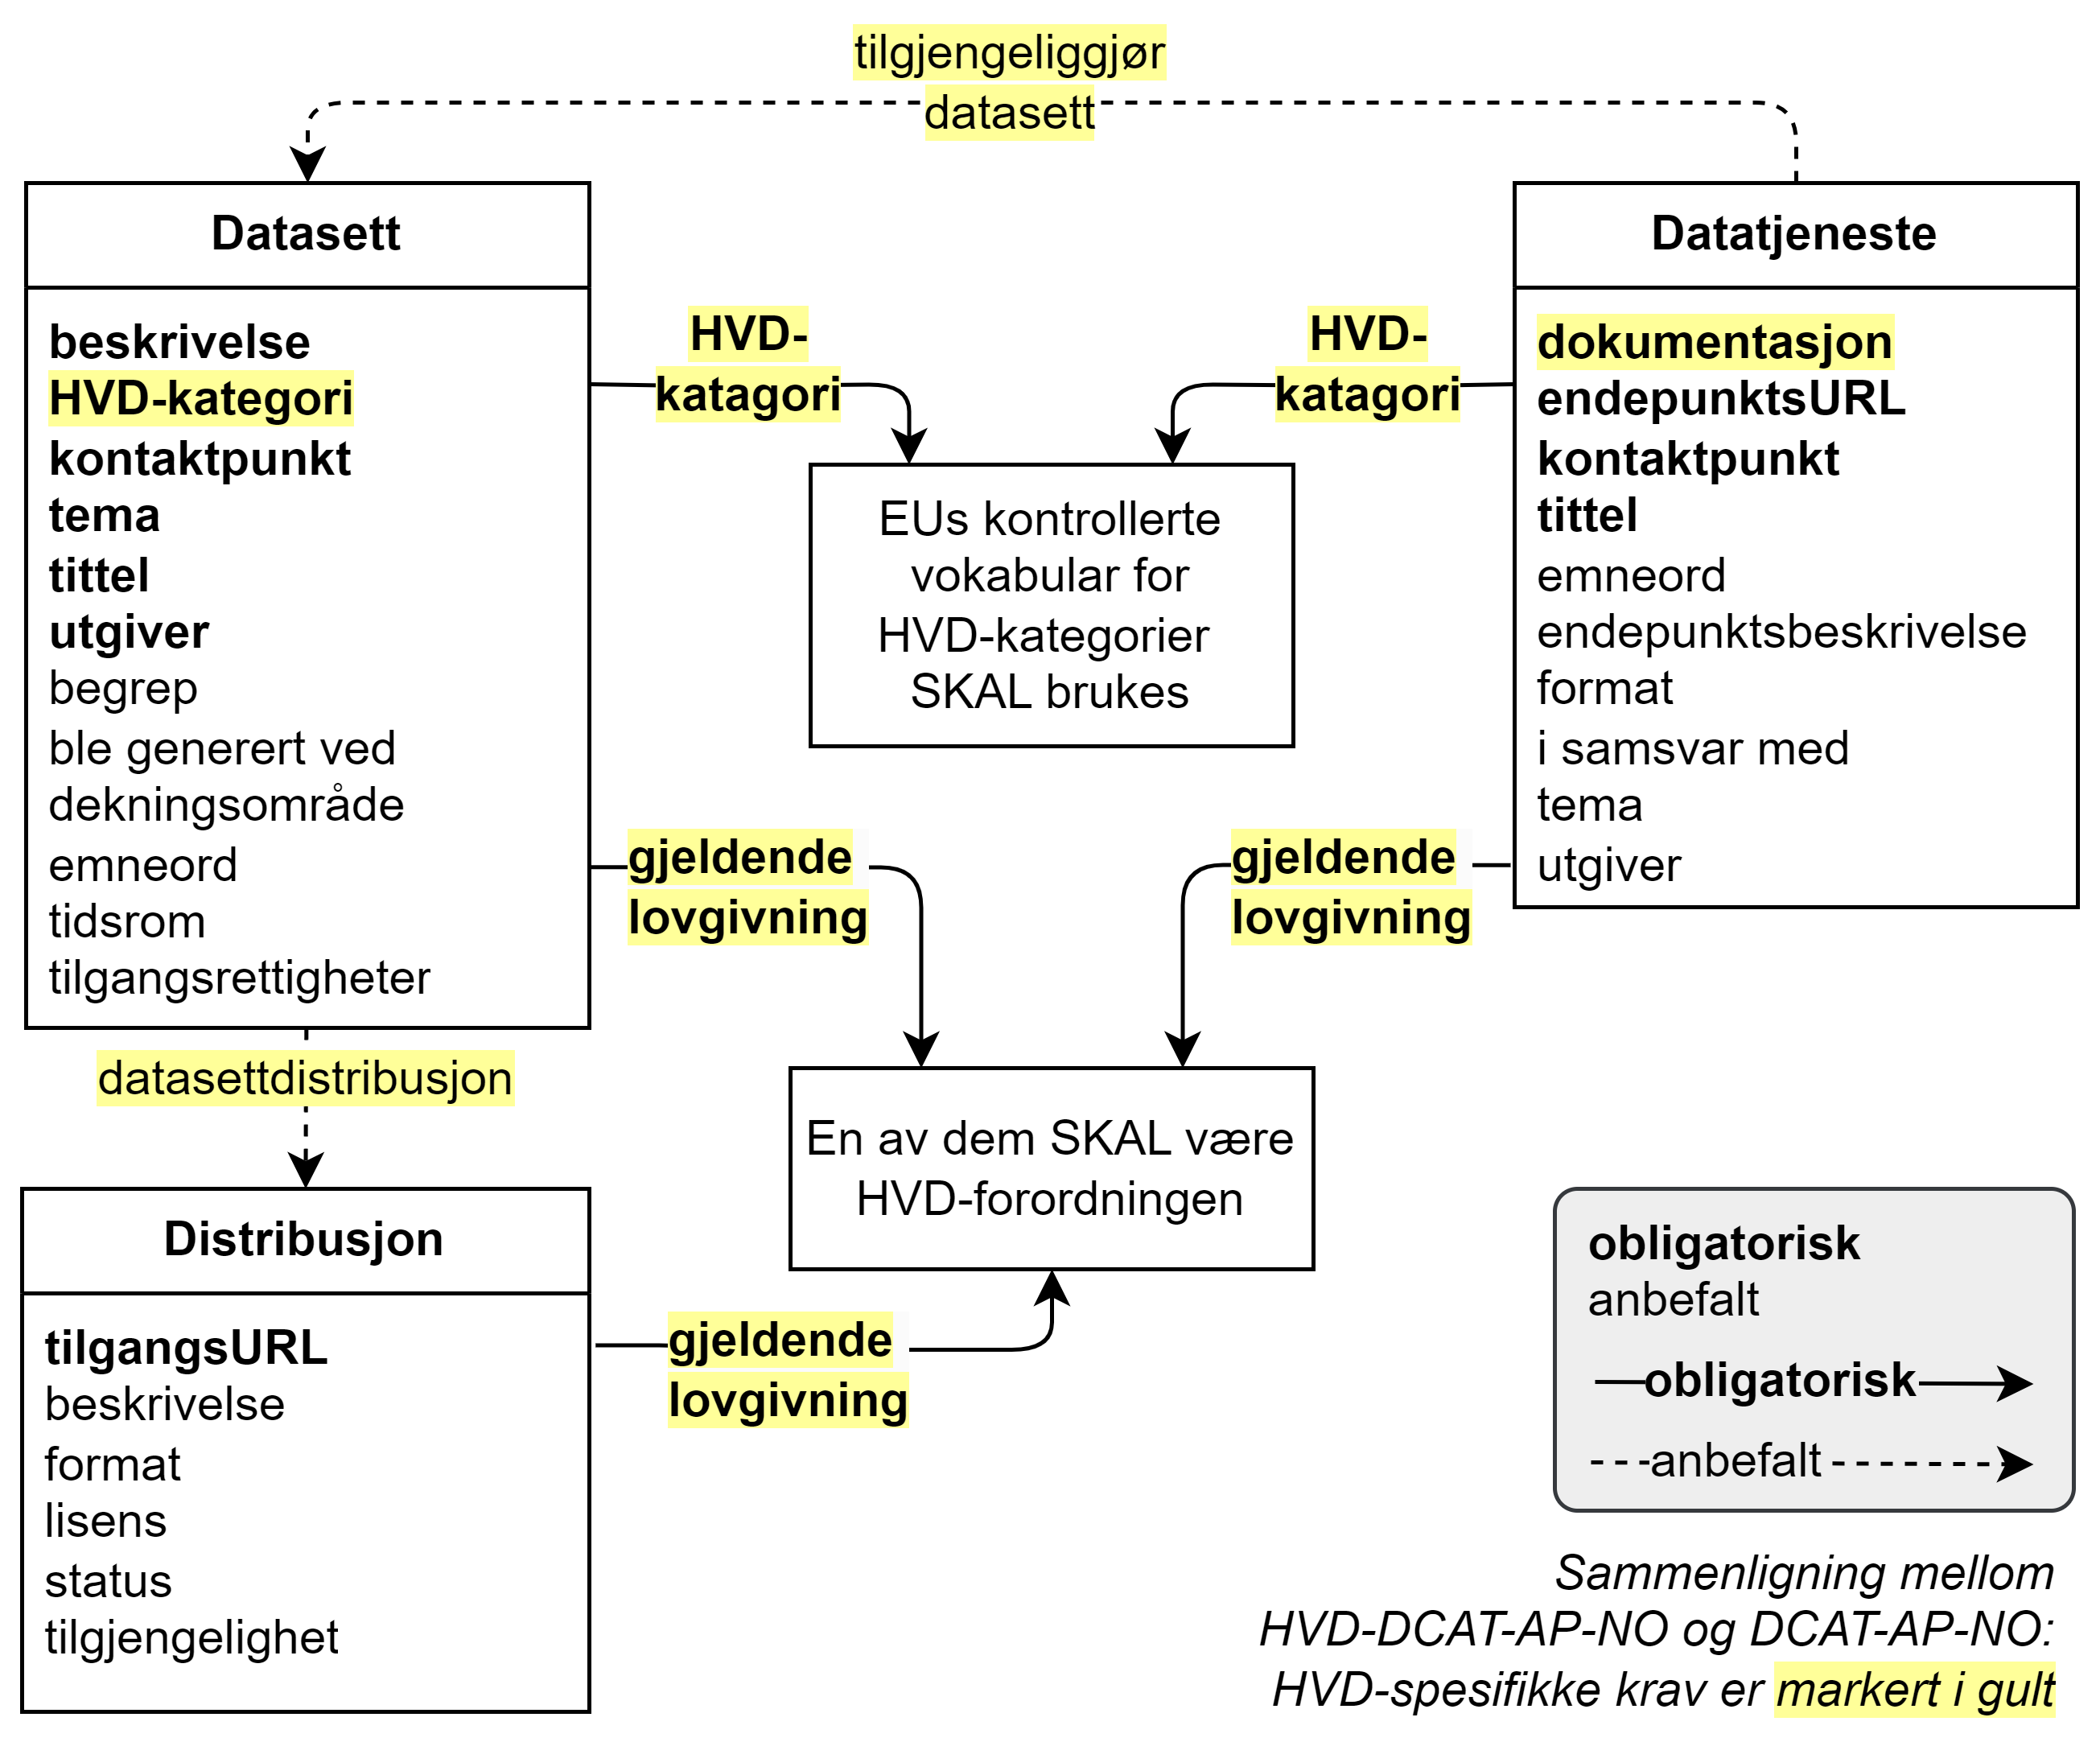 tilgjengeliggjør
datasett
Datasett
beskrivelse
HVD-kategori
kontaktpunkt
tema
tittel
utgiver
begrep
ble generert ved
dekningsområde
emneord
tidsrom
tilgangsrettigheter
HVD-
katagori
HVD-
katagori
Datatjeneste
dokumentasjon
endepunktsURL
kontaktpunkt
tittel
emneord
endepunktsbeskrivelse
format
i samsvar med
tema
utgiver
EUs kontrollerte
vokabular for
HVD-kategorier
SKAL brukes
gjeldende
lovgivning
gjeldende
lovgivning
datasettdistribusjon
En av dem SKAL være
HVD-forordningen
Distribusjon
tilgangsURL
beskrivelse
format
lisens
status
tilgjengelighet
gjeldende
lovgivning
obligatorisk
anbefalt
obligatorisk
anbefalt
Sammenligning mellom
HVD-DCAT-AP-NO og DCAT-AP-NO:
HVD-spesifikke krav er markert i gult